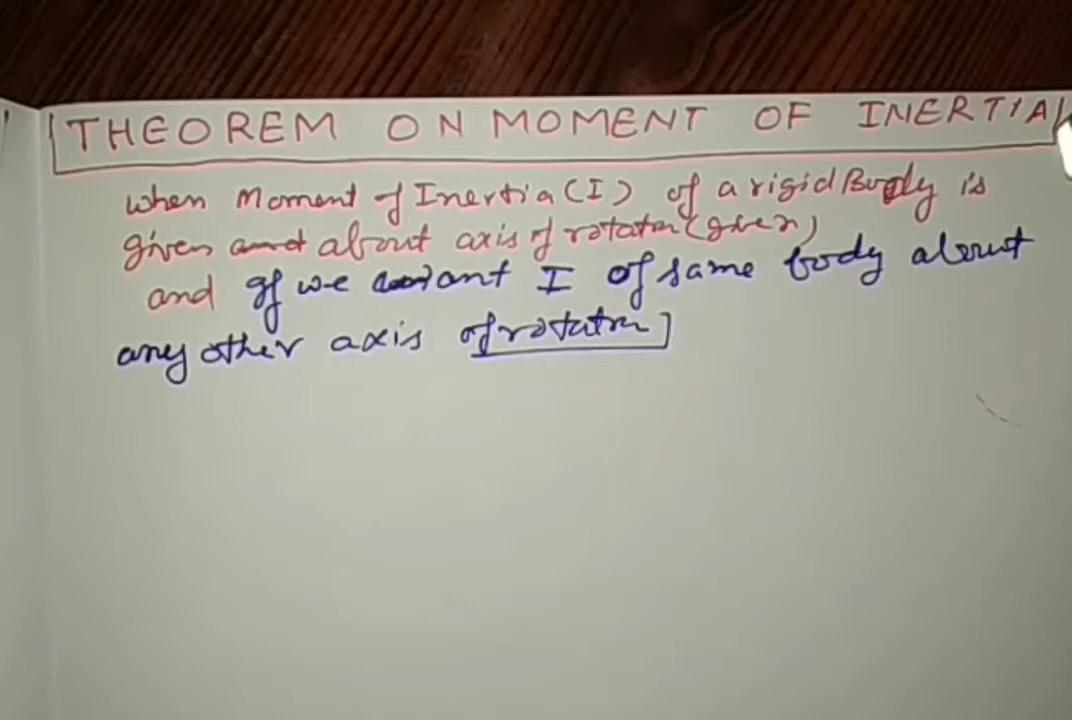 THEOREM ON MOMENT OF INERTIA
when Moment of Inertia (I) of a rigid Body is
given about axis of rotation (given)
and If we want I of same body about
any other axis of rotation]